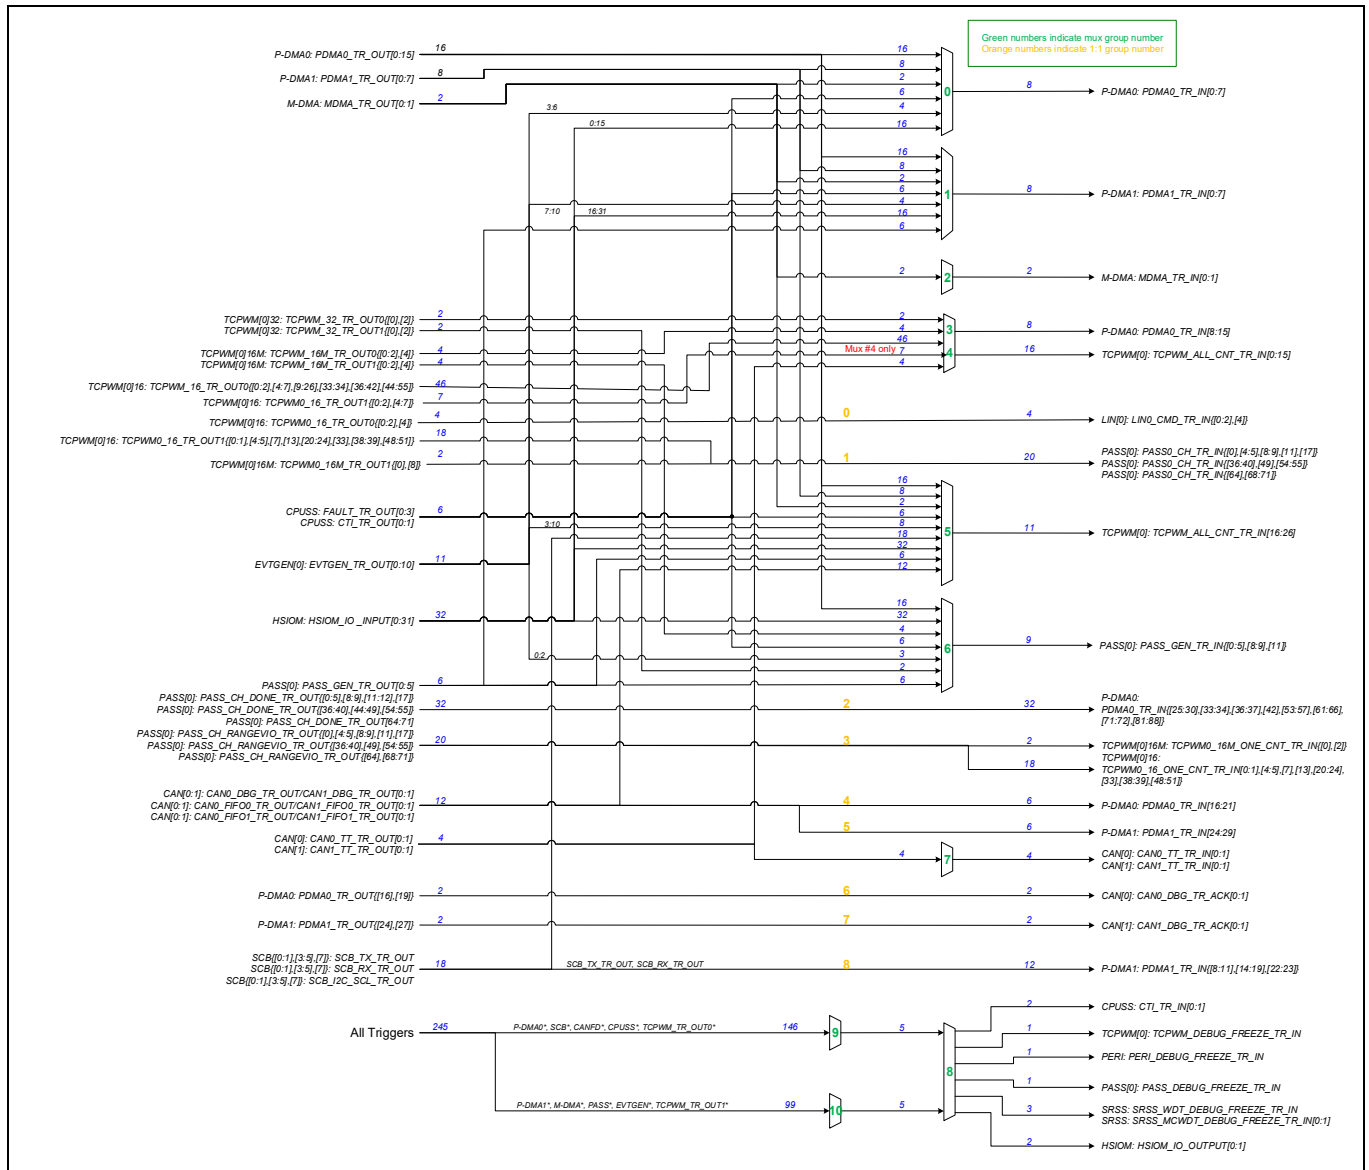 Green numbers indicate mux group number
Orange numbers indicate 1:1 group number
P-DMA0: PDMA0_TR_OUT[0:15]
16
16
P-DMA1: PDMA1_TR_OUT[0:7]
8
8
M-DMA: MDMA_TR_OUT[0:1]
2
2
6
3:6
4
0:15
16
0
8
P-DMA0: PDMA0_TR_IN[0:7]
16
8
2
6
4
7:10
16:31
16
6
1
8
P-DMA1: PDMA1_TR_IN[0:7]
2
2
2
M-DMA: MDMA_TR_IN[0:1]
TCPWM[0]32: TCPWM_32_TR_OUT0{[0],[2]}
2
2
TCPWM[0]32: TCPWM_32_TR_OUT1{[0],[2]}
2
4
3
8
P-DMA0: PDMA0_TR_IN[8:15]
46
TCPWM[0]16M: TCPWM_16M_TR_OUT0{[0:2],[4]}
4
Mux #4 only
7
4
16
TCPWM[0]: TCPWM_ALL_CNT_TR_IN[0:15]
TCPWM[0]16M: TCPWM_16M_TR_OUT1{[0:2],[4]}
4
4
TCPWM[0]16: TCPWM_16_TR_OUT0{[0:2],[4:7],[9:26],[33:34],[36:42],[44:55]}
46
TCPWM[0]16: TCPWM0_16_TR_OUT1{[0:2],[4:7]}
7
TCPWM[0]16: TCPWM0_16_TR_OUT0{[0:2],[4]}
4
0
4
LIN[0]: LIN0_CMD_TR_IN{[0:2],[4]}
TCPWM[0]16: TCPWM0_16_TR_OUT1{[0:1],[4:5],[7],[13],[20:24],[33],[38:39],[48:51]}
18
TCPWM[0]16M: TCPWM0_16M_TR_OUT1{[0],[8]}
2
1
20
PASS[0]: PASS0_CH_TR_IN{[0],[4:5],[8:9],[11],[17]}
PASS[0]: PASS0_CH_TR_IN{[36:40],[49],[54:55]}
PASS[0]: PASS0_CH_TR_IN{[64],[68:71]}
16
8
2
CPUSS: FAULT_TR_OUT[0:3]
CPUSS: CTI_TR_OUT[0:1]
6
6
3:10
8
18
32
6
12
5
11
TCPWM[0]: TCPWM_ALL_CNT_TR_IN[16:26]
EVTGEN[0]: EVTGEN_TR_OUT[0:10]
11
HSIOM: HSIOM_IO _INPUT[0:31]
32
16
32
4
6
0:2
3
2
6
6
9
PASS[0]: PASS_GEN_TR_IN{[0:5],[8:9],[11]}
PASS[0]: PASS_GEN_TR_OUT[0:5]
6
PASS[0]: PASS_CH_DONE_TR_OUT{[0:5],[8:9],[11:12],[17]}
PASS[0]: PASS_CH_DONE_TR_OUT{[36:40],[44:49],[54:55]}
PASS[0]: PASS_CH_DONE_TR_OUT[64:71]
32
2
32
P-DMA0:
PDMA0_TR_IN{[25:30],[33:34],[36:37],[42],[53:57],[61:66],
[71:72],[81:88]}
PASS[0]: PASS_CH_RANGEVIO_TR_OUT{[0],[4:5],[8:9],[11],[17]}
PASS[0]: PASS_CH_RANGEVIO_TR_OUT{[36:40],[49],[54:55]}
PASS[0]: PASS_CH_RANGEVIO_TR_OUT{[64],[68:71]}
20
3
2
TCPWM[0]16M: TCPWM0_16M_ONE_CNT_TR_IN{[0],[2]}
18
TCPWM[0]16:
TCPWM0_16_ONE_CNT_TR_IN[0:1],[4:5],[7],[13],[20:24],
[33],[38:39],[48:51]}
CAN[0:1]: CAN0_DBG_TR_OUT/CAN1_DBG_TR_OUT[0:1]
CAN[0:1]: CAN0_FIFO0_TR_OUT/CAN1_FIFO0_TR_OUT[0:1]
CAN[0:1]: CAN0_FIFO1_TR_OUT/CAN1_FIFO1_TR_OUT[0:1]
12
4
6
P-DMA0: PDMA0_TR_IN[16:21]
5
6
P-DMA1: PDMA1_TR_IN[24:29]
CAN[0]: CAN0_TT_TR_OUT[0:1]
CAN[1]: CAN1_TT_TR_OUT[0:1]
4
4
7
4
CAN[0]: CAN0_TT_TR_IN[0:1]
CAN[1]: CAN1_TT_TR_IN[0:1]
P-DMA0: PDMA0_TR_OUT{[16],[19]}
2
6
2
CAN[0]: CAN0_DBG_TR_ACK[0:1]
P-DMA1: PDMA1_TR_OUT{[24],[27]}
2
7
2
CAN[1]: CAN1_DBG_TR_ACK[0:1]
SCB{[0:1],[3:5],[7]}: SCB_TX_TR_OUT
SCB{[0:1],[3:5],[7]}: SCB_RX_TR_OUT
SCB{[0:1],[3:5],[7]}: SCB_I2C_SCL_TR_OUT
18
SCB_TX_TR_OUT, SCB_RX_TR_OUT
8
12
P-DMA1: PDMA1_TR_IN{[8:11],[14:19],[22:23]}
All Triggers
245
P-DMA0*, SCB*, CANFD*, CPUSS*, TCPWM_TR_OUT0*
146
9
5
P-DMA1*, M-DMA*, PASS*, EVTGEN*, TCPWM_TR_OUT1*
99
10
5
8
2
CPUSS: CTI_TR_IN[0:1]
1
TCPWM[0]: TCPWM_DEBUG_FREEZE_TR_IN
1
PERI: PERI_DEBUG_FREEZE_TR_IN
1
PASS[0]: PASS_DEBUG_FREEZE_TR_IN
3
SRSS: SRSS_WDT_DEBUG_FREEZE_TR_IN
SRSS: SRSS_MCWDT_DEBUG_FREEZE_TR_IN[0:1]
2
HSIOM: HSIOM_IO_OUTPUT[0:1]